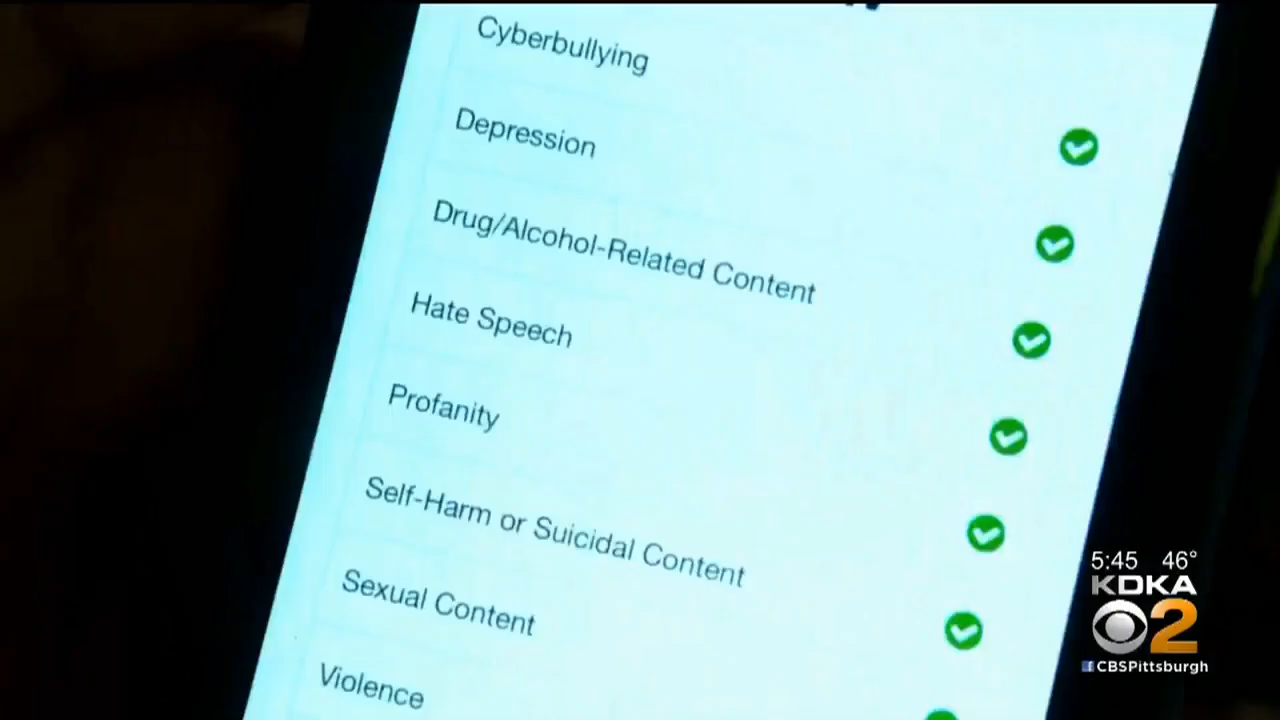 Cyberbullying
Depression
Drug/Alcohol-Related Content
Hate Speech
Profanity
Self-Harm or Suicidal Content
Sexual Content
Violence
5:45 46°
KDKA
2
f CBSPittsburgh